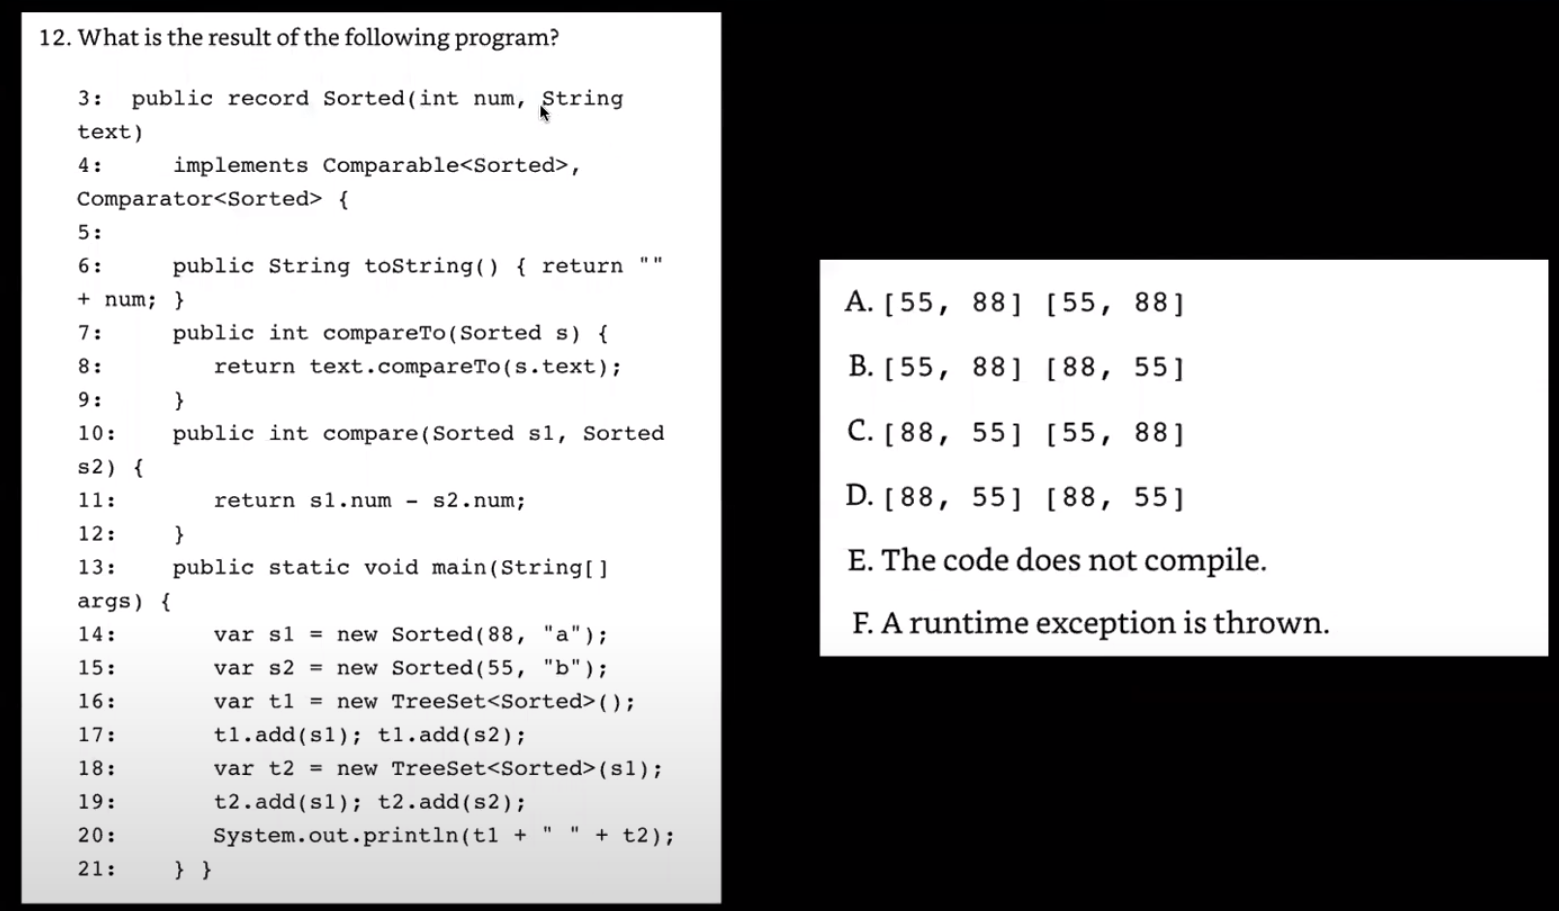 12. What is the result of the following program?
3:  public record Sorted(int num, String
text)
4:     implements Comparable<Sorted>,
Comparator<Sorted> {
5:
6:     public String toString() { return ""
+ num; }
7:     public int compareTo(Sorted s) {
8:        return text.compareTo(s.text);
9:     }
10:    public int compare(Sorted s1, Sorted
s2) {
11:       return s1.num - s2.num;
12:    }
13:    public static void main(String[]
args) {
14:       var s1 = new Sorted(88, "a");
15:       var s2 = new Sorted(55, "b");
16:       var t1 = new TreeSet<Sorted>();
17:       t1.add(s1); t1.add(s2);
18:       var t2 = new TreeSet<Sorted>(s1);
19:       t2.add(s1); t2.add(s2);
20:       System.out.println(t1 + " " + t2);
21:    } }
A. [55, 88] [55, 88]
B. [55, 88] [88, 55]
C. [88, 55] [55, 88]
D. [88, 55] [88, 55]
E. The code does not compile.
F. A runtime exception is thrown.